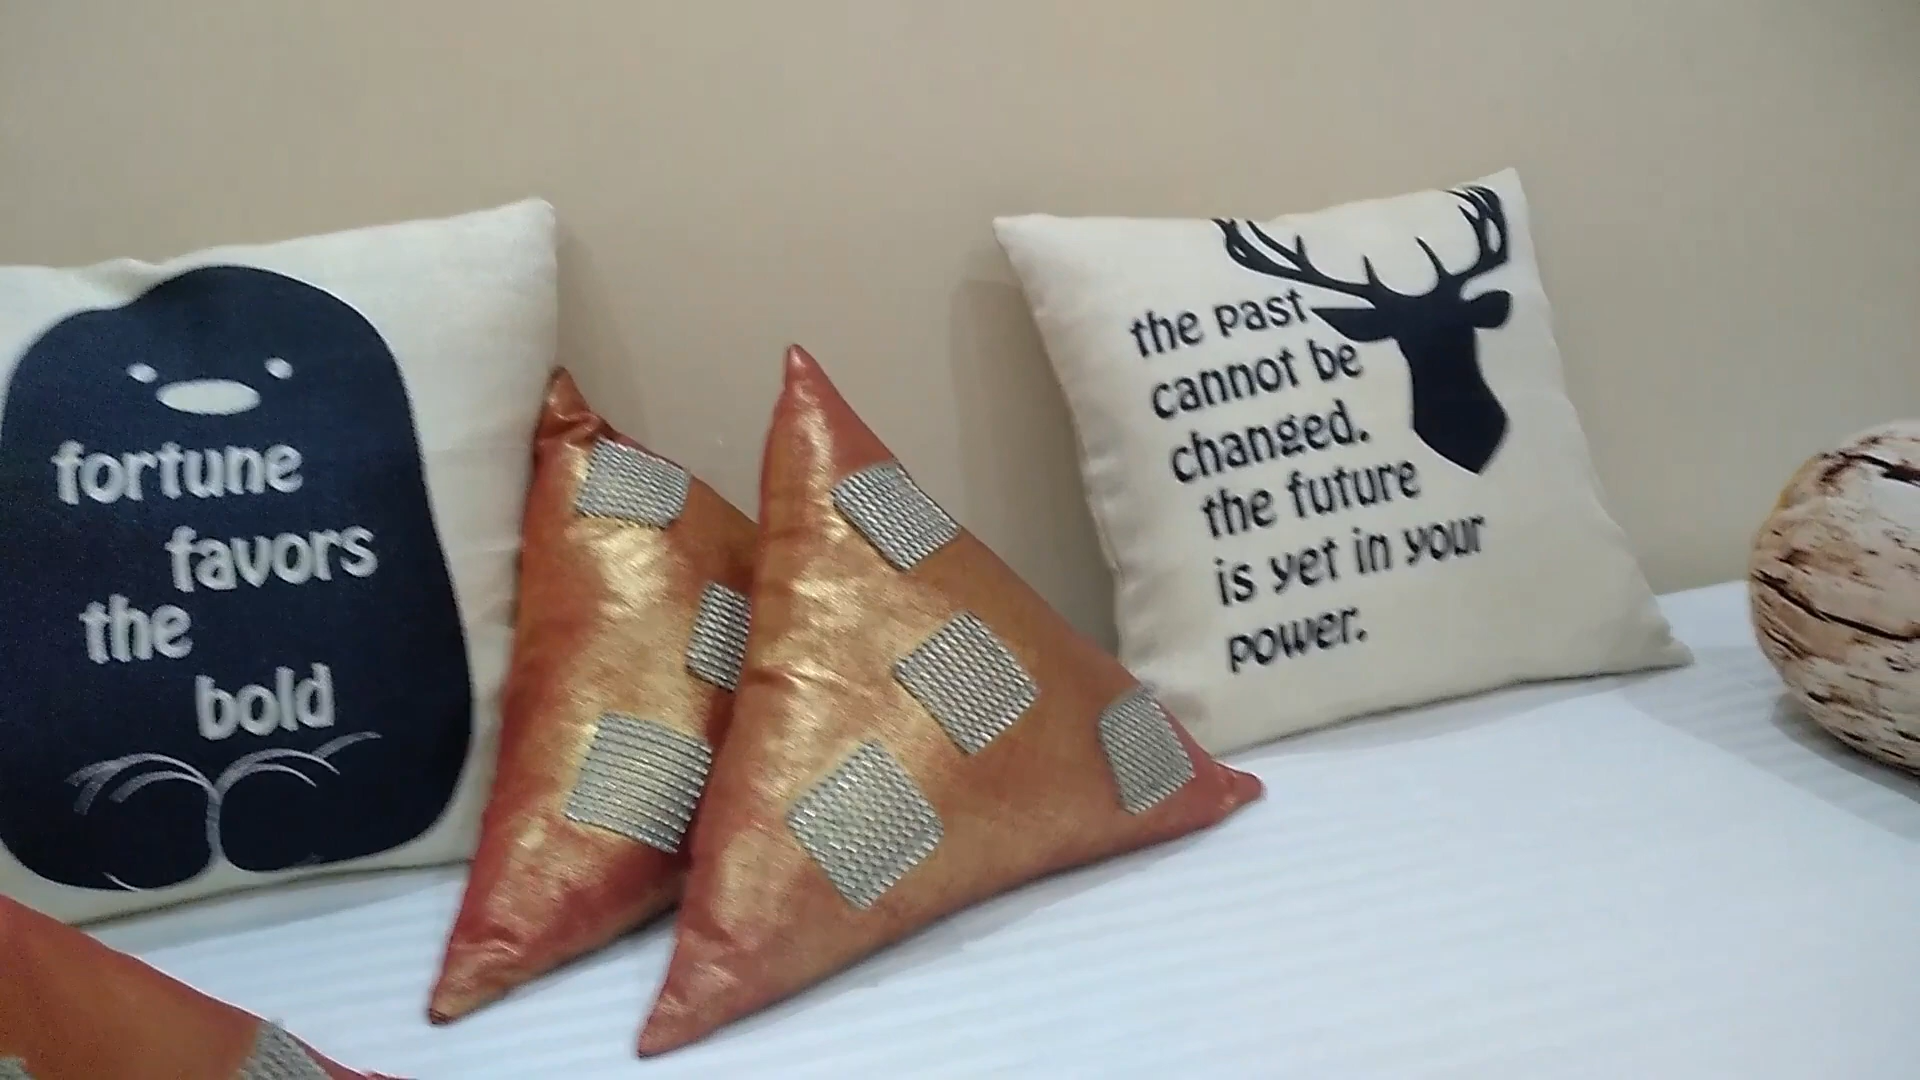 fortune
favors
the
bold
the past
cannot be
changed.
the future
is yet in your
power.